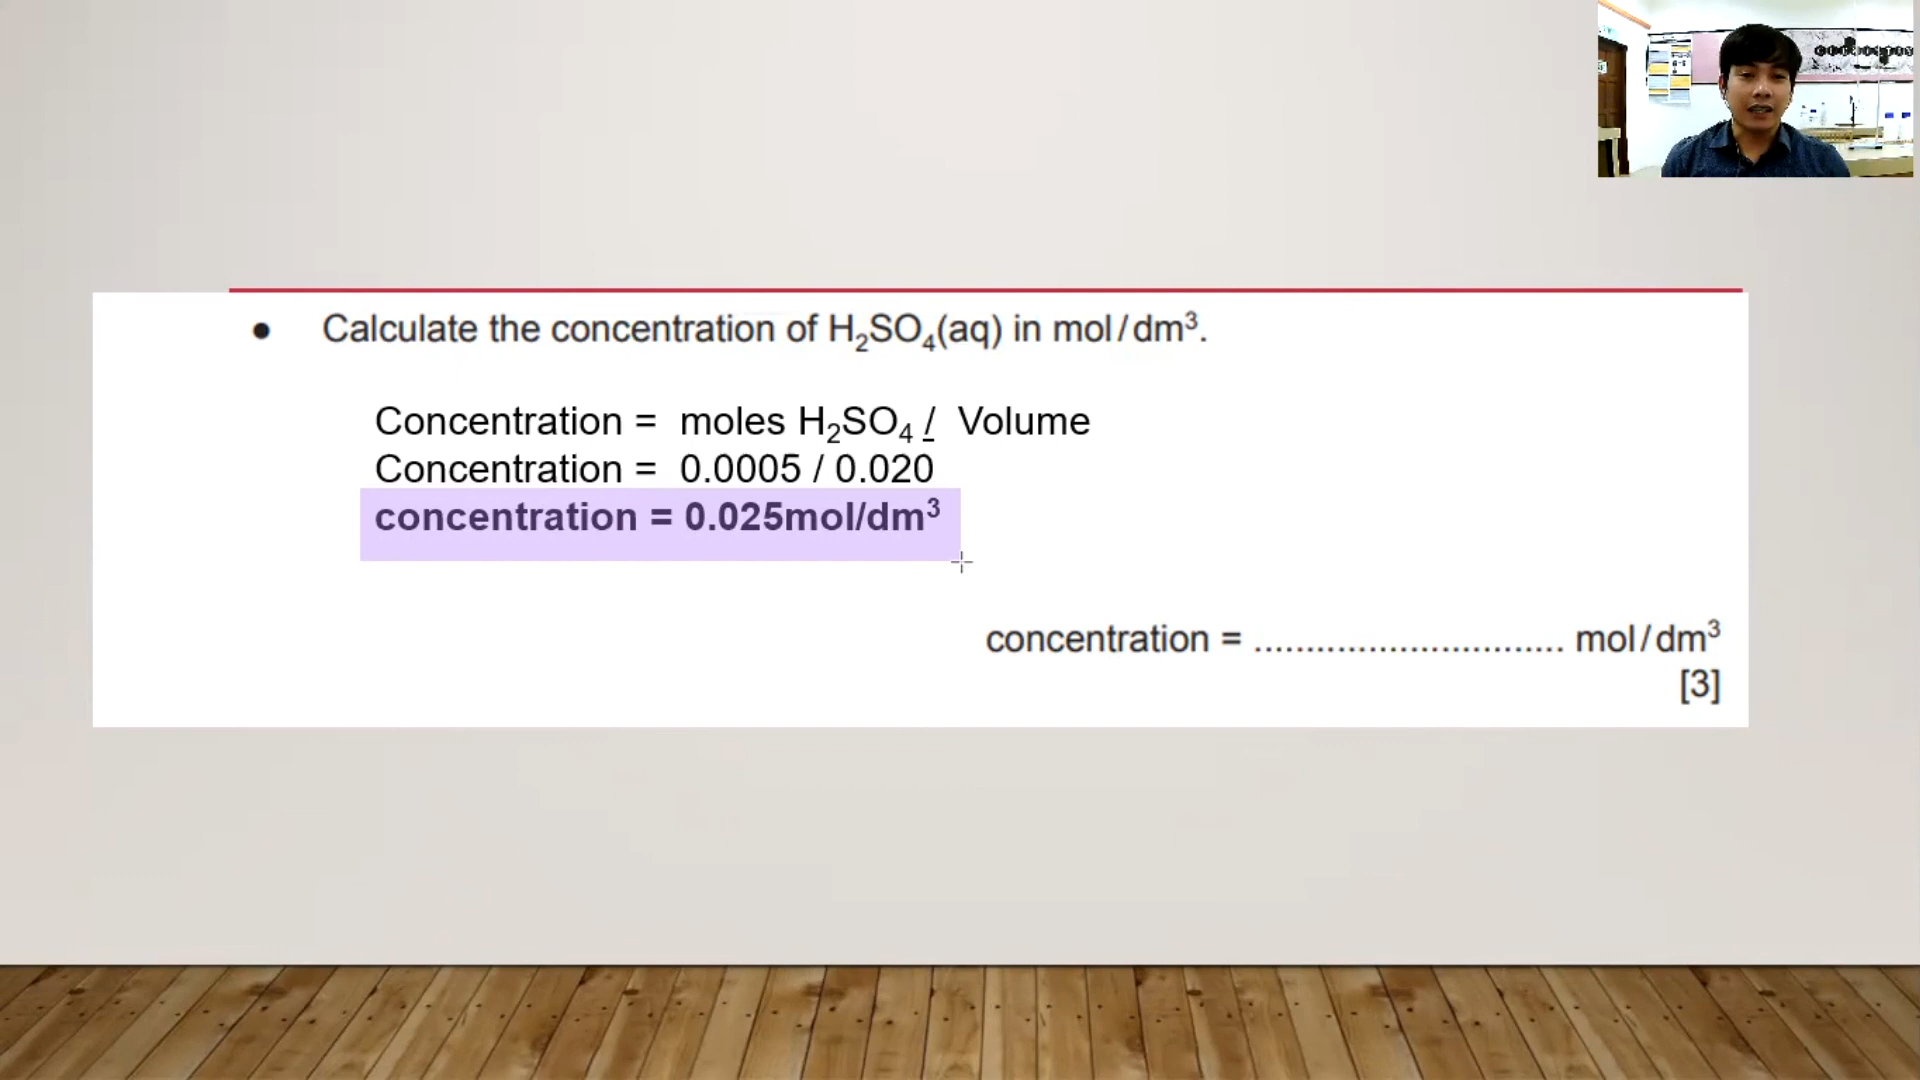 ● Calculate the concentration of H₂SO₄(aq) in mol/dm³.
Concentration = moles H₂SO₄ / Volume
Concentration = 0.0005 / 0.020
concentration = 0.025mol/dm³
concentration = .............................. mol/dm³
[3]